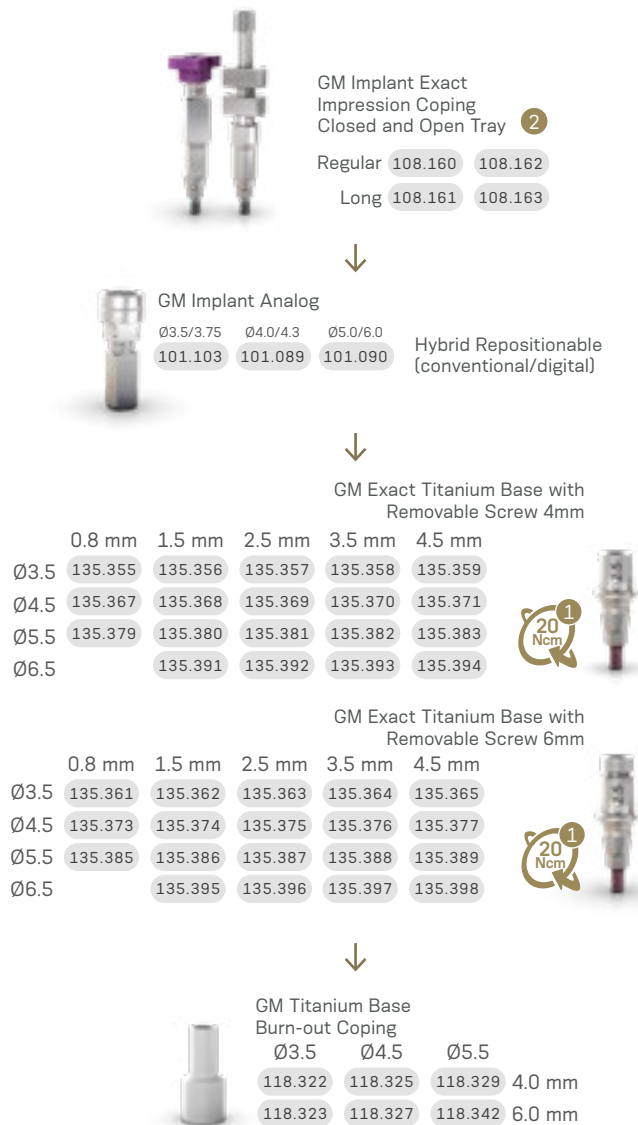 GM Implant Exact
Impression Coping
Closed and Open Tray 2
Regular 108.160 108.162
Long 108.161 108.163
GM Implant Analog
Ø3.5/3.75 Ø4.0/4.3 Ø5.0/6.0
101.103 101.089 101.090
Hybrid Repositionable
(conventional/digital)
GM Exact Titanium Base with
Removable Screw 4mm
0.8 mm 1.5 mm 2.5 mm 3.5 mm 4.5 mm
Ø3.5 135.355 135.356 135.357 135.358 135.359
Ø4.5 135.367 135.368 135.369 135.370 135.371
Ø5.5 135.379 135.380 135.381 135.382 135.383
Ø6.5 135.391 135.392 135.393 135.394
20 1
Ncm
GM Exact Titanium Base with
Removable Screw 6mm
0.8 mm 1.5 mm 2.5 mm 3.5 mm 4.5 mm
Ø3.5 135.361 135.362 135.363 135.364 135.365
Ø4.5 135.373 135.374 135.375 135.376 135.377
Ø5.5 135.385 135.386 135.387 135.388 135.389
Ø6.5 135.395 135.396 135.397 135.398
20 1
Ncm
GM Titanium Base
Burn-out Coping
Ø3.5 Ø4.5 Ø5.5
118.322 118.325 118.329 4.0 mm
118.323 118.327 118.342 6.0 mm